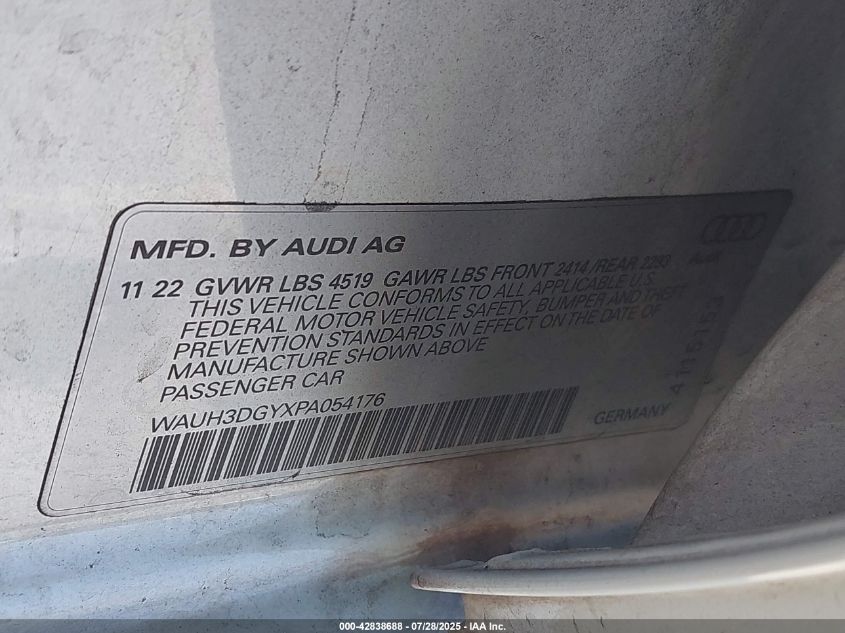 MFD. BY AUDI AG
11 22 GVWR LBS 4519 GAWR LBS FRONT 2414 /REAR 2293
THIS VEHICLE CONFORMS TO ALL APPLICABLE U.S.
FEDERAL MOTOR VEHICLE SAFETY, BUMPER AND THEFT
PREVENTION STANDARDS IN EFFECT ON THE DATE OF
MANUFACTURE SHOWN ABOVE
PASSENGER CAR
WAUH3DGYXPA054176
GERMANY
Audi
000-42838688 - 07/28/2025 - IAA Inc.